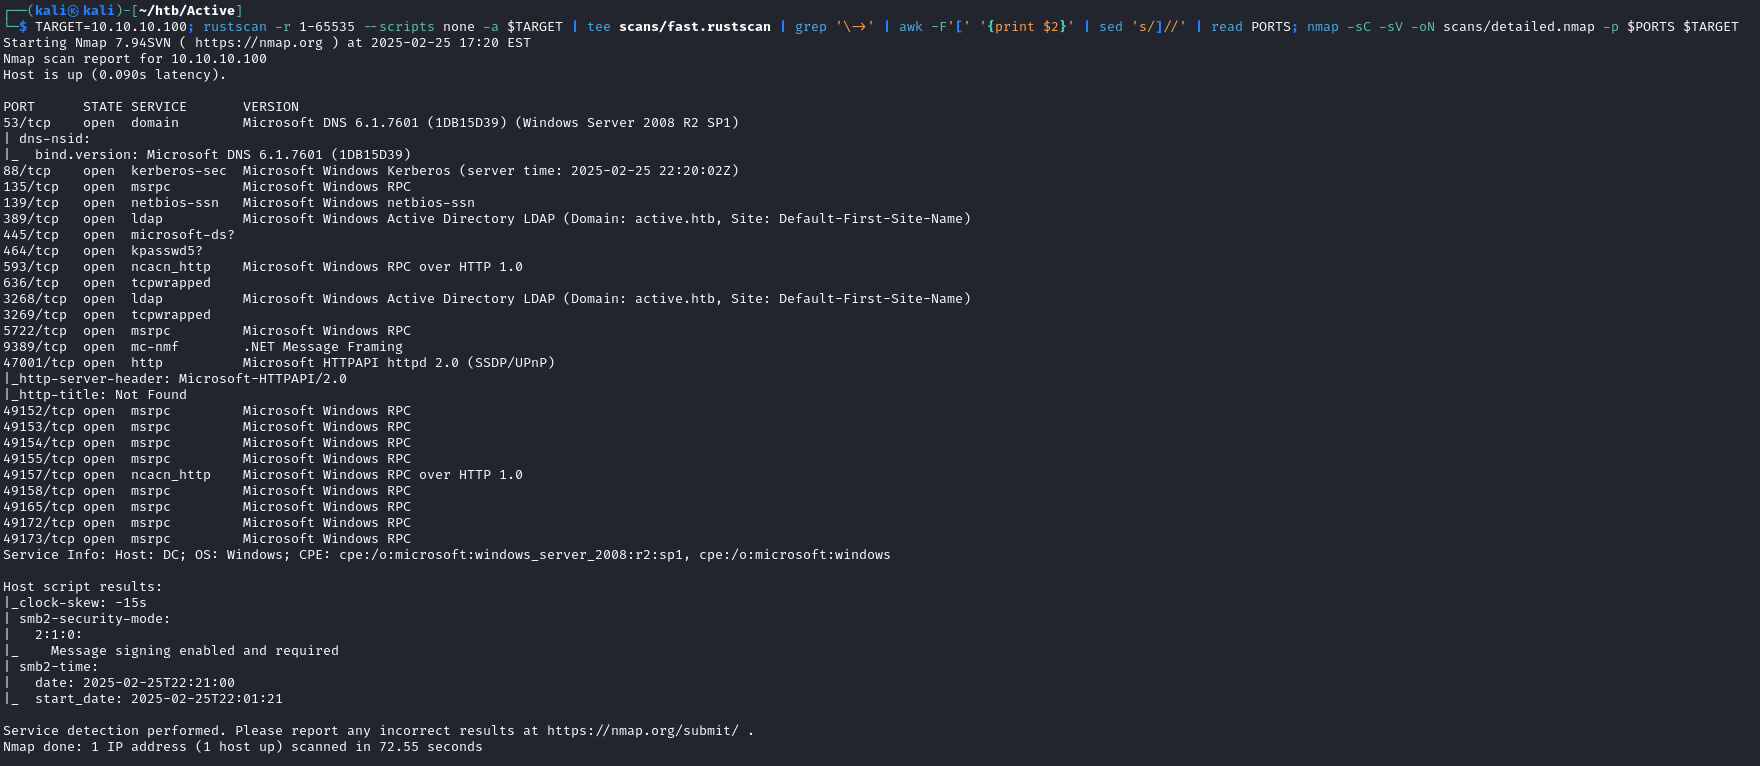 ┌──(kali㉿kali)-[~/htb/Active]
└─$ TARGET=10.10.10.100; rustscan -r 1-65535 --scripts none -a $TARGET | tee scans/fast.rustscan | grep '\->' | awk -F'[' '{print $2}' | sed 's/]//' | read PORTS; nmap -sC -sV -oN scans/detailed.nmap -p $PORTS $TARGET
Starting Nmap 7.94SVN ( https://nmap.org ) at 2025-02-25 17:20 EST
Nmap scan report for 10.10.10.100
Host is up (0.090s latency).

PORT      STATE SERVICE       VERSION
53/tcp    open  domain        Microsoft DNS 6.1.7601 (1DB15D39) (Windows Server 2008 R2 SP1)
| dns-nsid:
|_  bind.version: Microsoft DNS 6.1.7601 (1DB15D39)
88/tcp    open  kerberos-sec  Microsoft Windows Kerberos (server time: 2025-02-25 22:20:02Z)
135/tcp   open  msrpc         Microsoft Windows RPC
139/tcp   open  netbios-ssn   Microsoft Windows netbios-ssn
389/tcp   open  ldap          Microsoft Windows Active Directory LDAP (Domain: active.htb, Site: Default-First-Site-Name)
445/tcp   open  microsoft-ds?
464/tcp   open  kpasswd5?
593/tcp   open  ncacn_http    Microsoft Windows RPC over HTTP 1.0
636/tcp   open  tcpwrapped
3268/tcp  open  ldap          Microsoft Windows Active Directory LDAP (Domain: active.htb, Site: Default-First-Site-Name)
3269/tcp  open  tcpwrapped
5722/tcp  open  msrpc         Microsoft Windows RPC
9389/tcp  open  mc-nmf        .NET Message Framing
47001/tcp open  http          Microsoft HTTPAPI httpd 2.0 (SSDP/UPnP)
|_http-server-header: Microsoft-HTTPAPI/2.0
|_http-title: Not Found
49152/tcp open  msrpc         Microsoft Windows RPC
49153/tcp open  msrpc         Microsoft Windows RPC
49154/tcp open  msrpc         Microsoft Windows RPC
49155/tcp open  msrpc         Microsoft Windows RPC
49157/tcp open  ncacn_http    Microsoft Windows RPC over HTTP 1.0
49158/tcp open  msrpc         Microsoft Windows RPC
49165/tcp open  msrpc         Microsoft Windows RPC
49172/tcp open  msrpc         Microsoft Windows RPC
49173/tcp open  msrpc         Microsoft Windows RPC
Service Info: Host: DC; OS: Windows; CPE: cpe:/o:microsoft:windows_server_2008:r2:sp1, cpe:/o:microsoft:windows

Host script results:
|_clock-skew: -15s
| smb2-security-mode:
|   2:1:0:
|_    Message signing enabled and required
| smb2-time:
|   date: 2025-02-25T22:21:00
|_  start_date: 2025-02-25T22:01:21

Service detection performed. Please report any incorrect results at https://nmap.org/submit/ .
Nmap done: 1 IP address (1 host up) scanned in 72.55 seconds